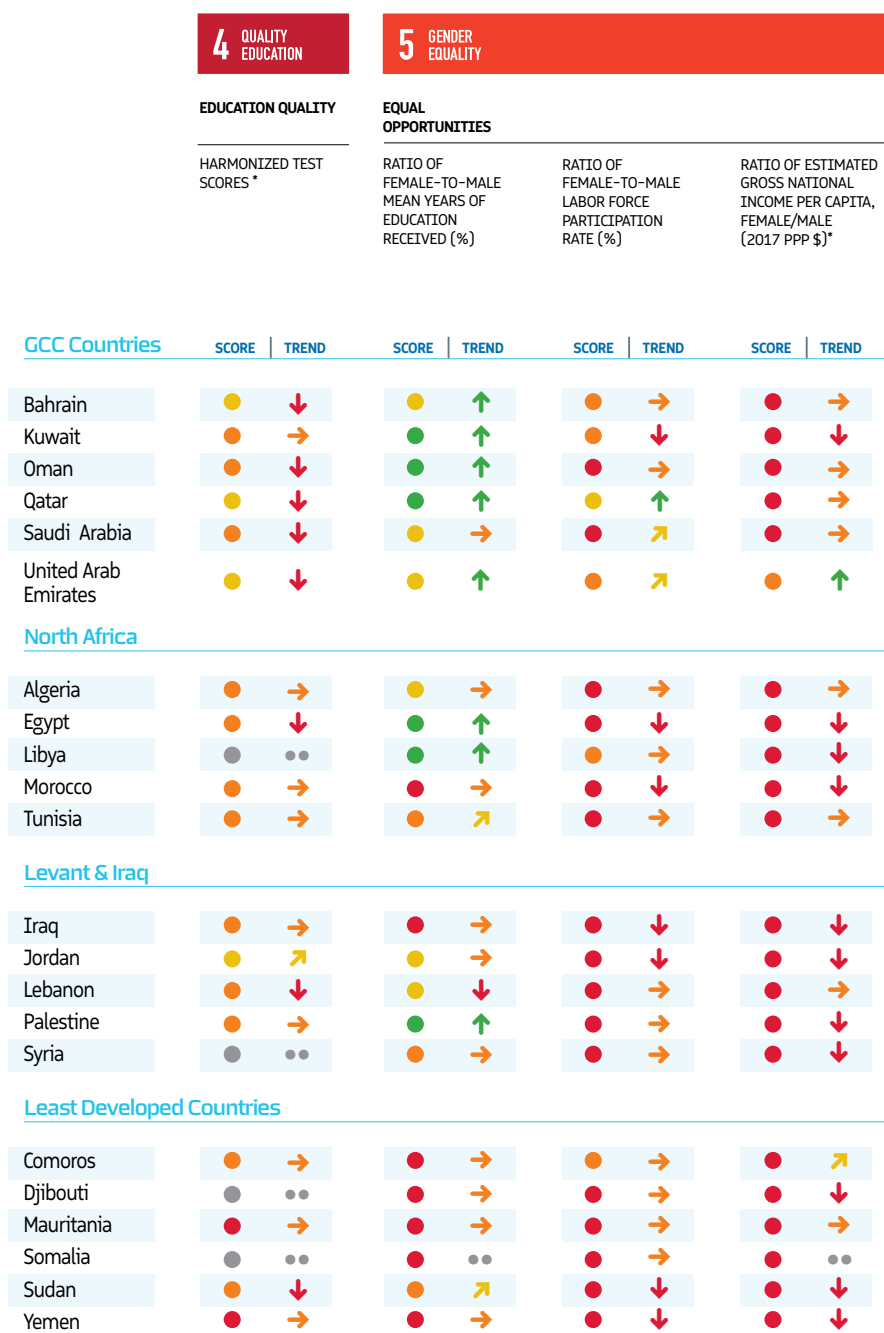 4 QUALITY
EDUCATION
5 GENDER
EQUALITY
EDUCATION QUALITY
EQUAL
OPPORTUNITIES
HARMONIZED TEST
SCORES *
RATIO OF
FEMALE-TO-MALE
MEAN YEARS OF
EDUCATION
RECEIVED (%)
RATIO OF
FEMALE-TO-MALE
LABOR FORCE
PARTICIPATION
RATE (%)
RATIO OF ESTIMATED
GROSS NATIONAL
INCOME PER CAPITA,
FEMALE/MALE
(2017 PPP $)*
GCC Countries SCORE | TREND SCORE | TREND SCORE | TREND SCORE | TREND
Bahrain
Kuwait
Oman
Qatar
Saudi Arabia
United Arab
Emirates
North Africa
Algeria
Egypt
Libya
Morocco
Tunisia
Levant & Iraq
Iraq
Jordan
Lebanon
Palestine
Syria
Least Developed Countries
Comoros
Djibouti
Mauritania
Somalia
Sudan
Yemen